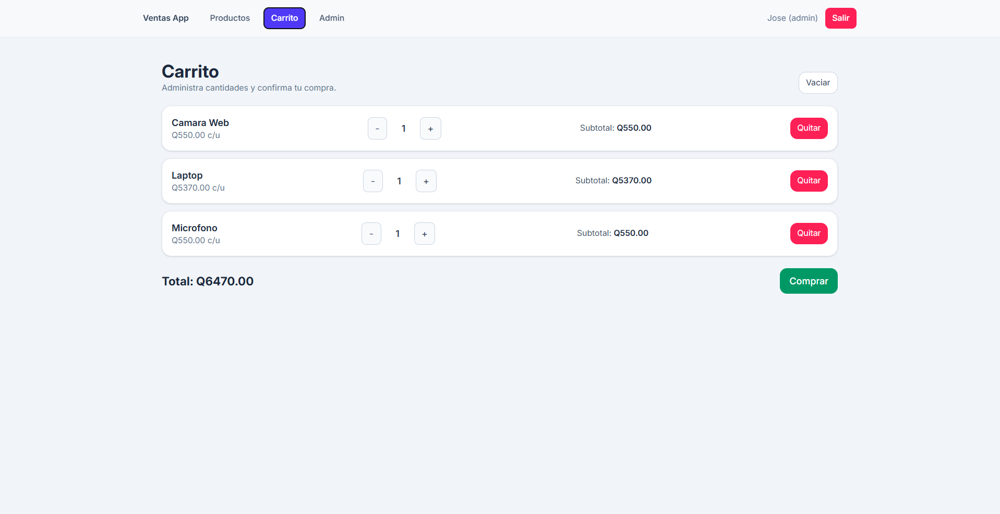 Ventas App Productos Carrito Admin Jose (admin) Salir
Carrito
Administra cantidades y confirma tu compra.
Vaciar
Camara Web
Q550.00 c/u
- 1 + Subtotal: Q550.00 Quitar
Laptop
Q5370.00 c/u
- 1 + Subtotal: Q5370.00 Quitar
Microfono
Q550.00 c/u
- 1 + Subtotal: Q550.00 Quitar
Total: Q6470.00 Comprar